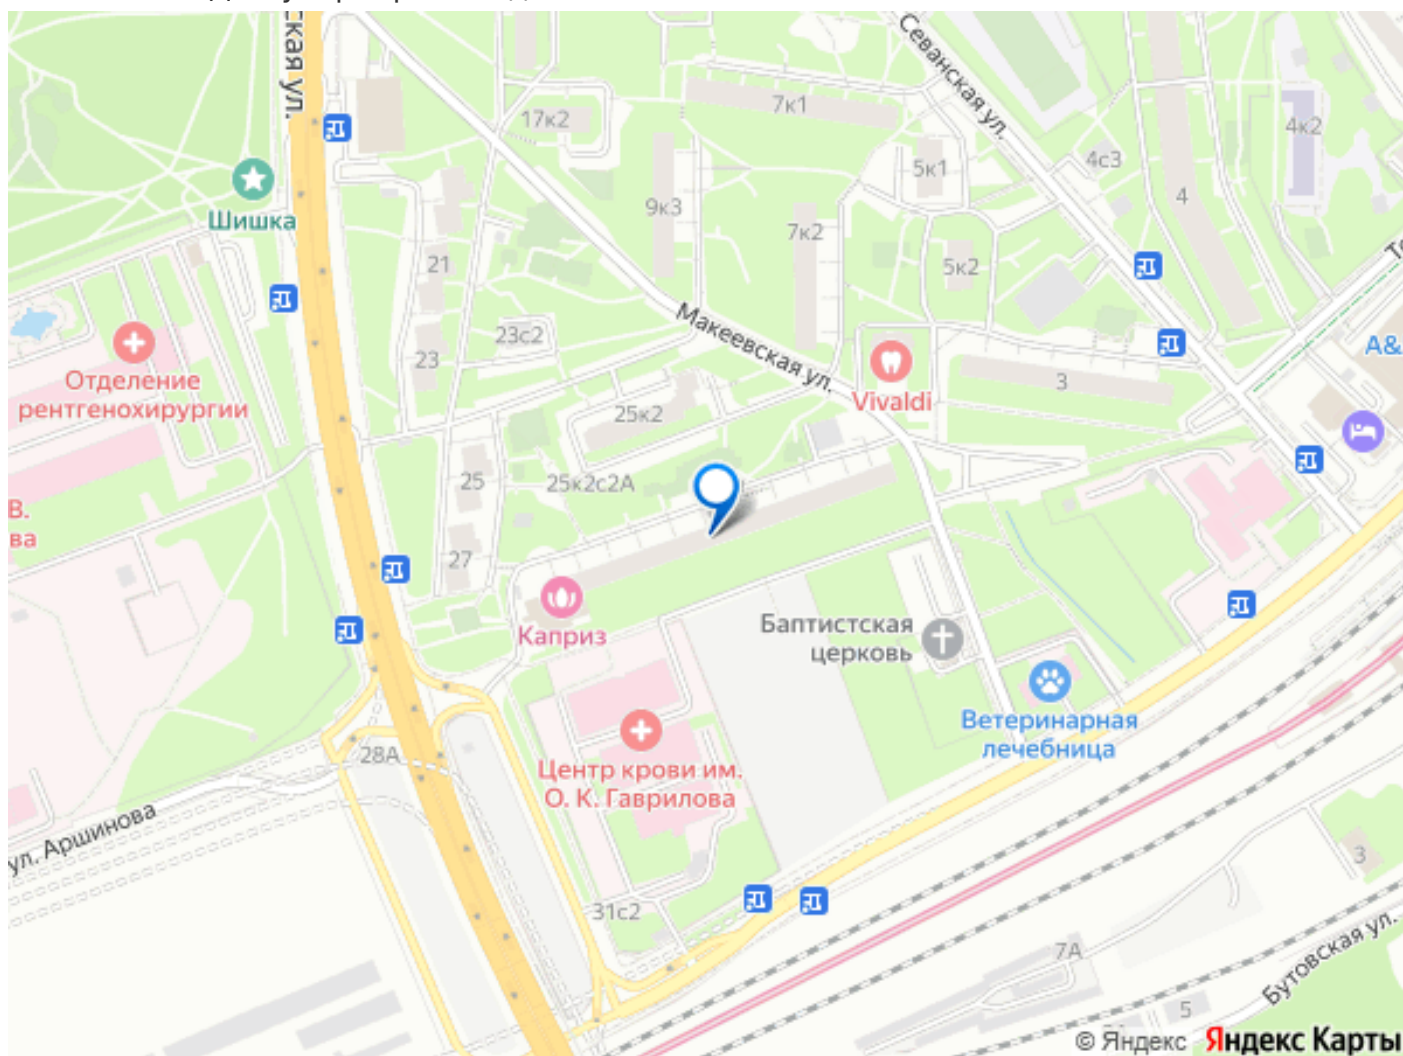 ская ул.
Севанская ул.
7к1
17к2
4к2
4с3
5к1
Шишка
9к3
4
7к2
21
5к2
Макеевская ул.
23с2
23
А&
Отделение
рентгенохирургии
3
Vivaldi
25к2
25
25к2с2А
В.
ва
27
Каприз
Баптистская
церковь
Ветеринарная
лечебница
28А
Центр крови им.
О. К. Гаврилова
ул. Аршинова
3
31с2
7А
Бутовская ул.
5
© Яндекс Яндекс Карты